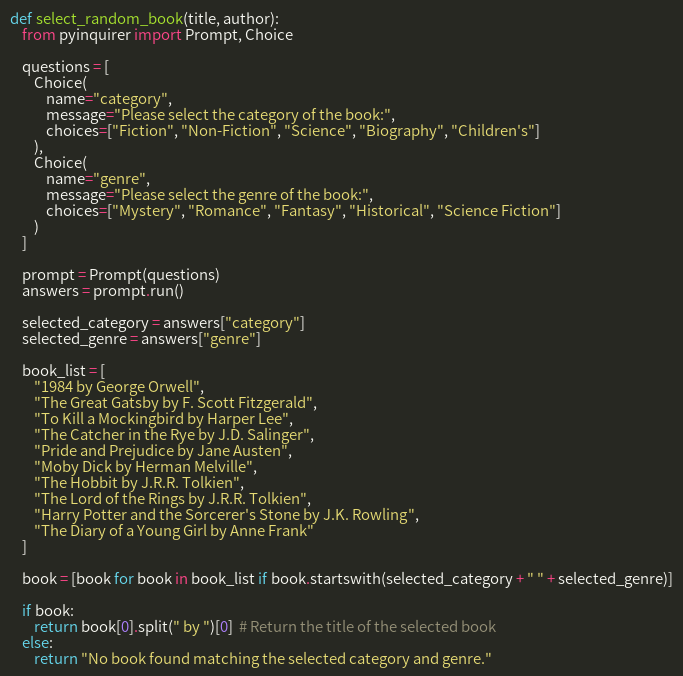 def select_random_book(title, author):
    from pyinquirer import Prompt, Choice

    questions = [
        Choice(
            name="category",
            message="Please select the category of the book:",
            choices=["Fiction", "Non-Fiction", "Science", "Biography", "Children's"]
        ),
        Choice(
            name="genre",
            message="Please select the genre of the book:",
            choices=["Mystery", "Romance", "Fantasy", "Historical", "Science Fiction"]
        )
    ]

    prompt = Prompt(questions)
    answers = prompt.run()

    selected_category = answers["category"]
    selected_genre = answers["genre"]

    book_list = [
        "1984 by George Orwell",
        "The Great Gatsby by F. Scott Fitzgerald",
        "To Kill a Mockingbird by Harper Lee",
        "The Catcher in the Rye by J.D. Salinger",
        "Pride and Prejudice by Jane Austen",
        "Moby Dick by Herman Melville",
        "The Hobbit by J.R.R. Tolkien",
        "The Lord of the Rings by J.R.R. Tolkien",
        "Harry Potter and the Sorcerer's Stone by J.K. Rowling",
        "The Diary of a Young Girl by Anne Frank"
    ]

    book = [book for book in book_list if book.startswith(selected_category + " " + selected_genre)]

    if book:
        return book[0].split(" by ")[0]  # Return the title of the selected book
    else:
        return "No book found matching the selected category and genre."